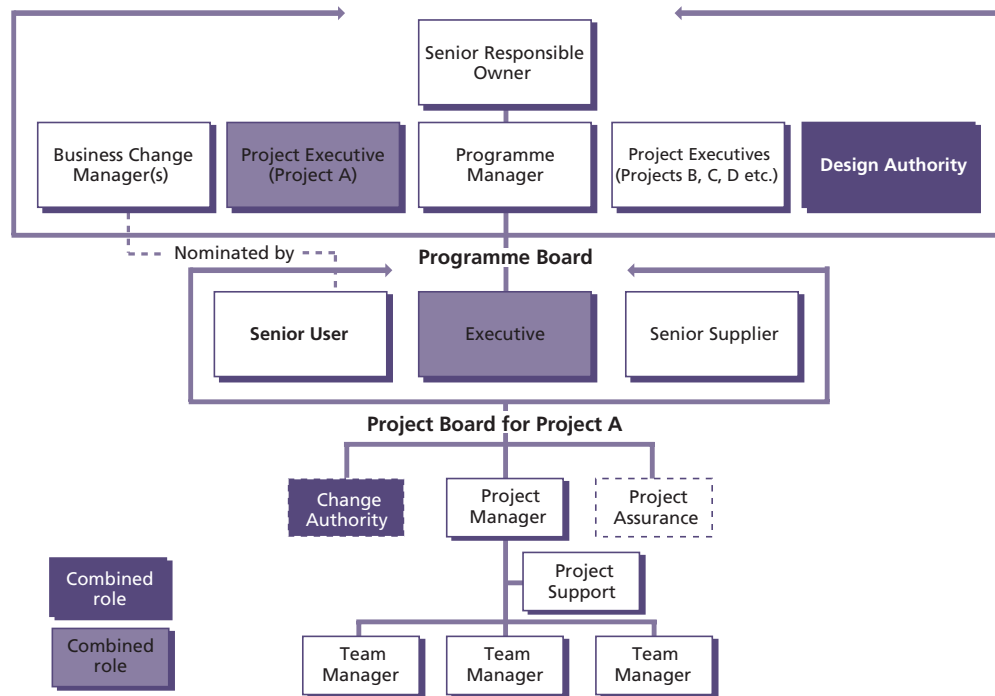 Senior Responsible
Owner
Business Change
Manager(s)
Project Executive
(Project A)
Programme
Manager
Project Executives
(Projects B, C, D etc.)
Design Authority
Nominated by
Programme Board
Senior User
Executive
Senior Supplier
Project Board for Project A
Change
Authority
Project
Manager
Project
Assurance
Project
Support
Combined
role
Combined
role
Team
Manager
Team
Manager
Team
Manager